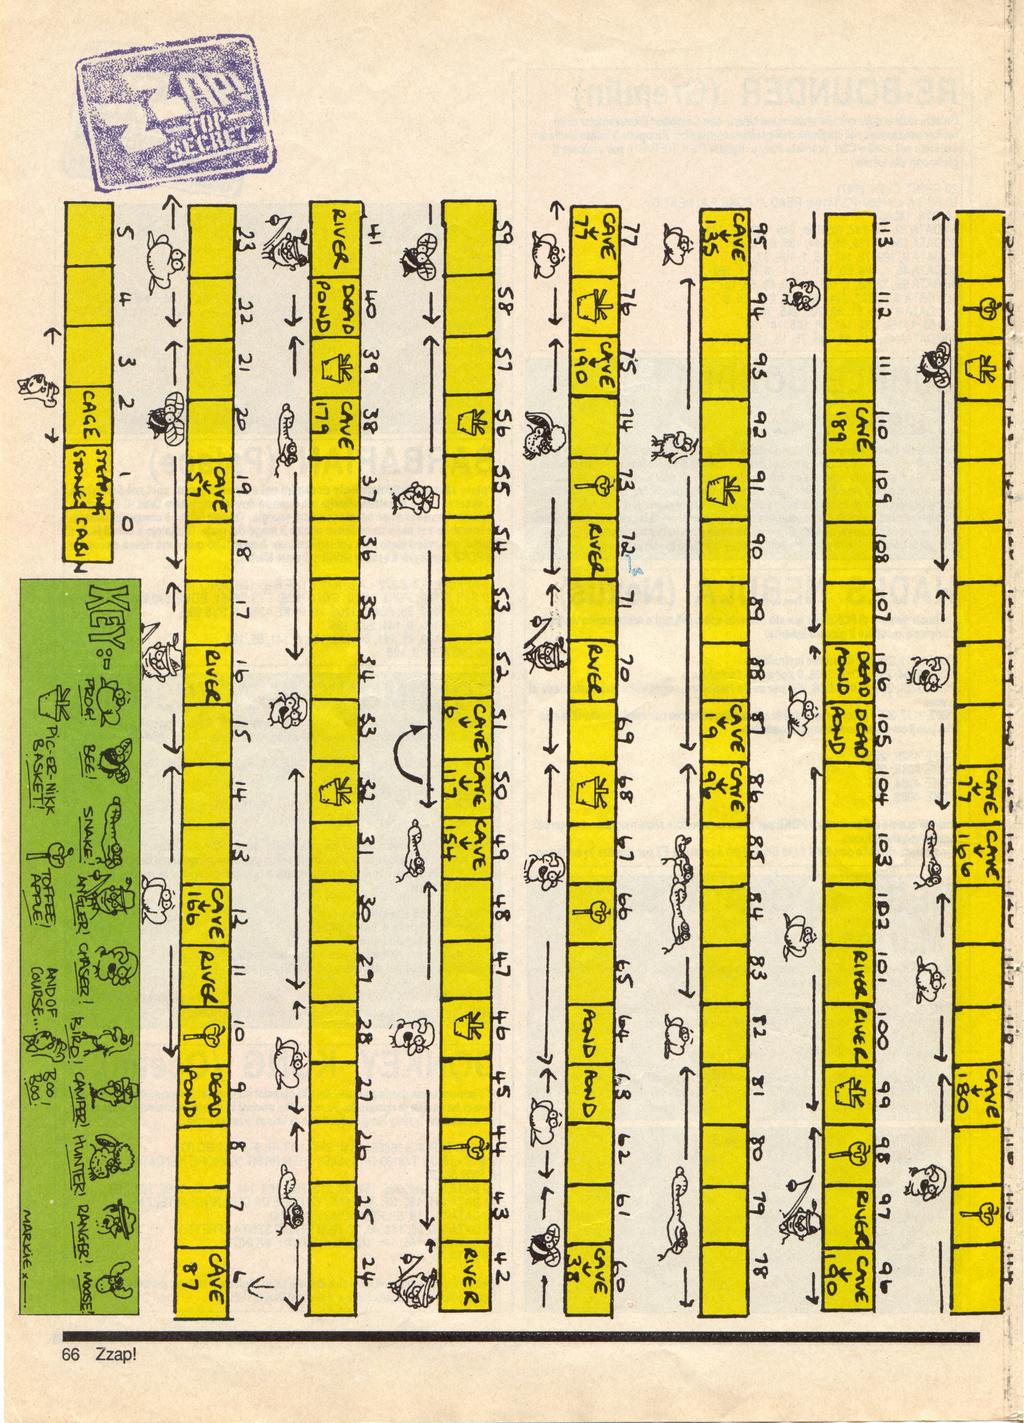 ZZAP!
TOP
SECRET
5 4 3 2 1 0
CAGE
STEPPING STONES
CABIN
23 22 21 20 19 18 17 16 15 14 13 12 11 10 9 8 7 6
CAVE 57
RIVER
CAVE 166
RIVER
DEAD POND
CAVE 87
41 40 39 38 37 36 35 34 33 32 31 30 29 28 27 26 25 24
RIVER
DEAD POND
CAVE 179
59 58 57 56 55 54 53 52 51 50 49 48 47 46 45 44 43 42
CAVE 6
CAVE 117
CAVE 154
RIVER
77 76 75 74 73 72 71 70 69 68 67 66 65 64 63 62 61 60
CAVE 77
CAVE 190
RIVER
RIVER
POND
POND
CAVE 38
95 94 93 92 91 90 89 88 87 86 85 84 83 82 81 80 79 78
CAVE 135
CAVE 19
CAVE 96
113 112 111 110 109 108 107 106 105 104 103 102 101 100 99 98 97 96
CAVE 189
DEAD POND
DEAD POND
RIVER
RIVER
RIVER
CAVE 190
CAVE 77
CAVE 166
CAVE 180
KEY:-
FROG!
BEE!
SNAKE!
ANGLER!
CHASER!
BIRD!
CAMPER!
HUNTER!
RANGER!
MOOSE!
PIC-ER-NIKK
BASKET!
TOFFEE
APPLE!
AND OF
COURSE...
BOO!
BOO!
MARKIE x
66 Zzap!